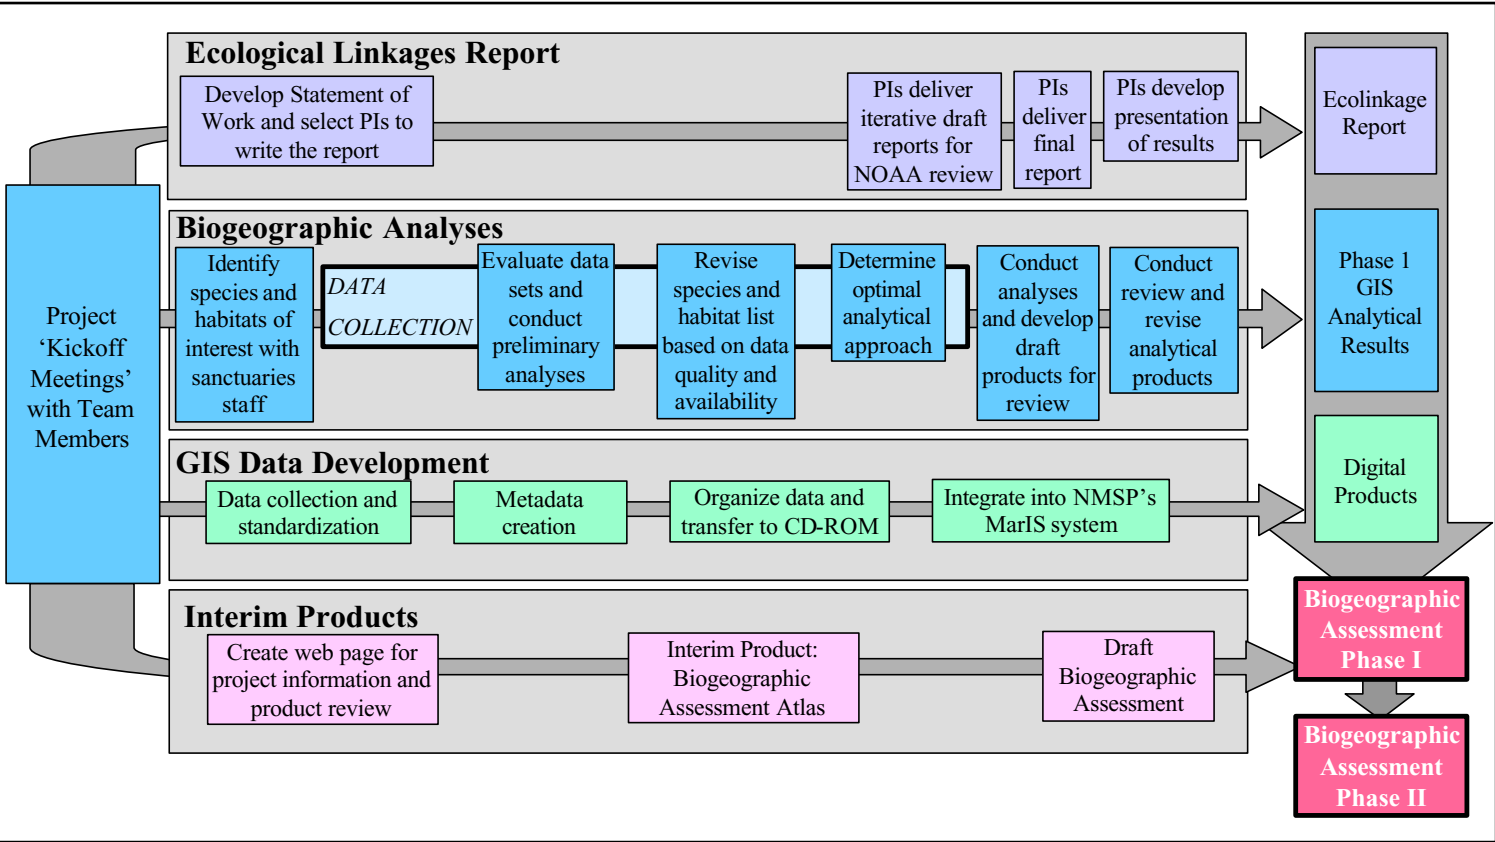 Ecological Linkages Report
Develop Statement of
Work and select PIs to
write the report
PIs deliver
iterative draft
reports for
NOAA review
PIs
deliver
final
report
PIs develop
presentation
of results
Ecolinkage
Report
Project
‘Kickoff
Meetings’
with Team
Members
Biogeographic Analyses
Identify
species and
habitats of
interest with
sanctuaries
staff
DATA
COLLECTION
Evaluate data
sets and
conduct
preliminary
analyses
Revise
species and
habitat list
based on data
quality and
availability
Determine
optimal
analytical
approach
Conduct
analyses
and develop
draft
products for
review
Conduct
review and
revise
analytical
products
Phase 1
GIS
Analytical
Results
GIS Data Development
Data collection and
standardization
Metadata
creation
Organize data and
transfer to CD-ROM
Integrate into NMSP’s
MarIS system
Digital
Products
Interim Products
Create web page for
project information and
product review
Interim Product:
Biogeographic
Assessment Atlas
Draft
Biogeographic
Assessment
Biogeographic
Assessment
Phase I
Biogeographic
Assessment
Phase II